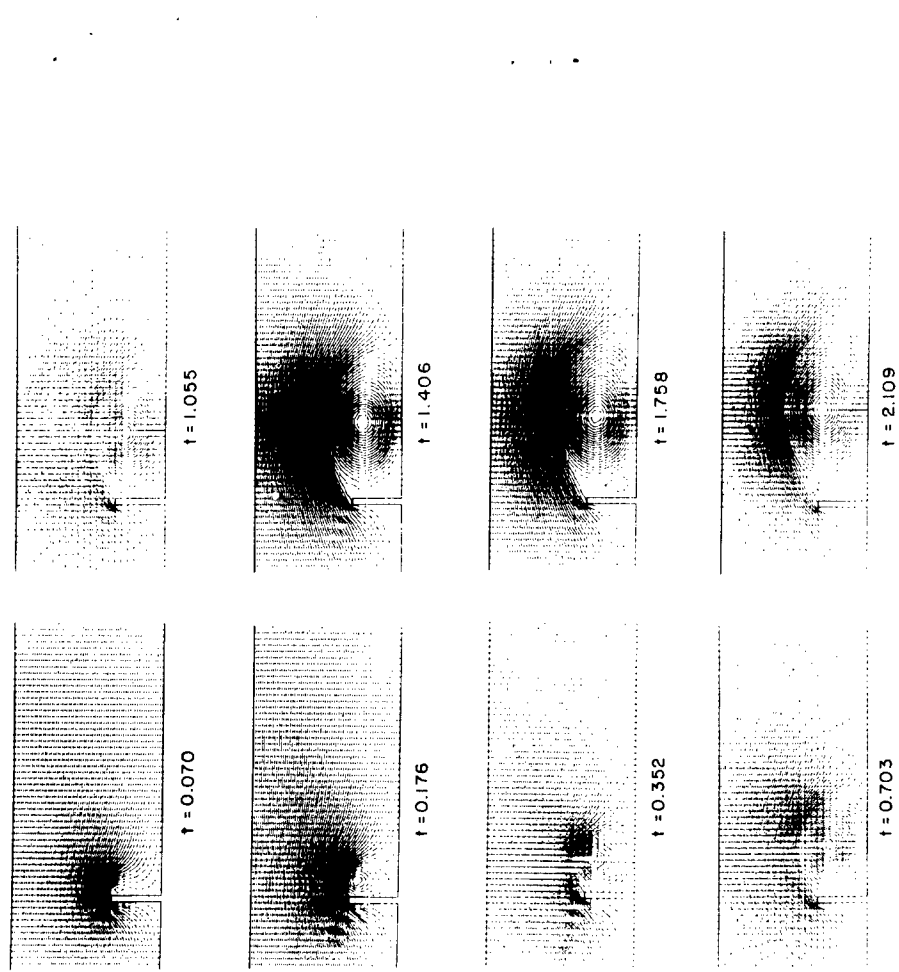 t = 1.055
t = 1.406
t = 1.758
t = 2.109
t = 0.070
t = 0.176
t = 0.352
t = 0.703